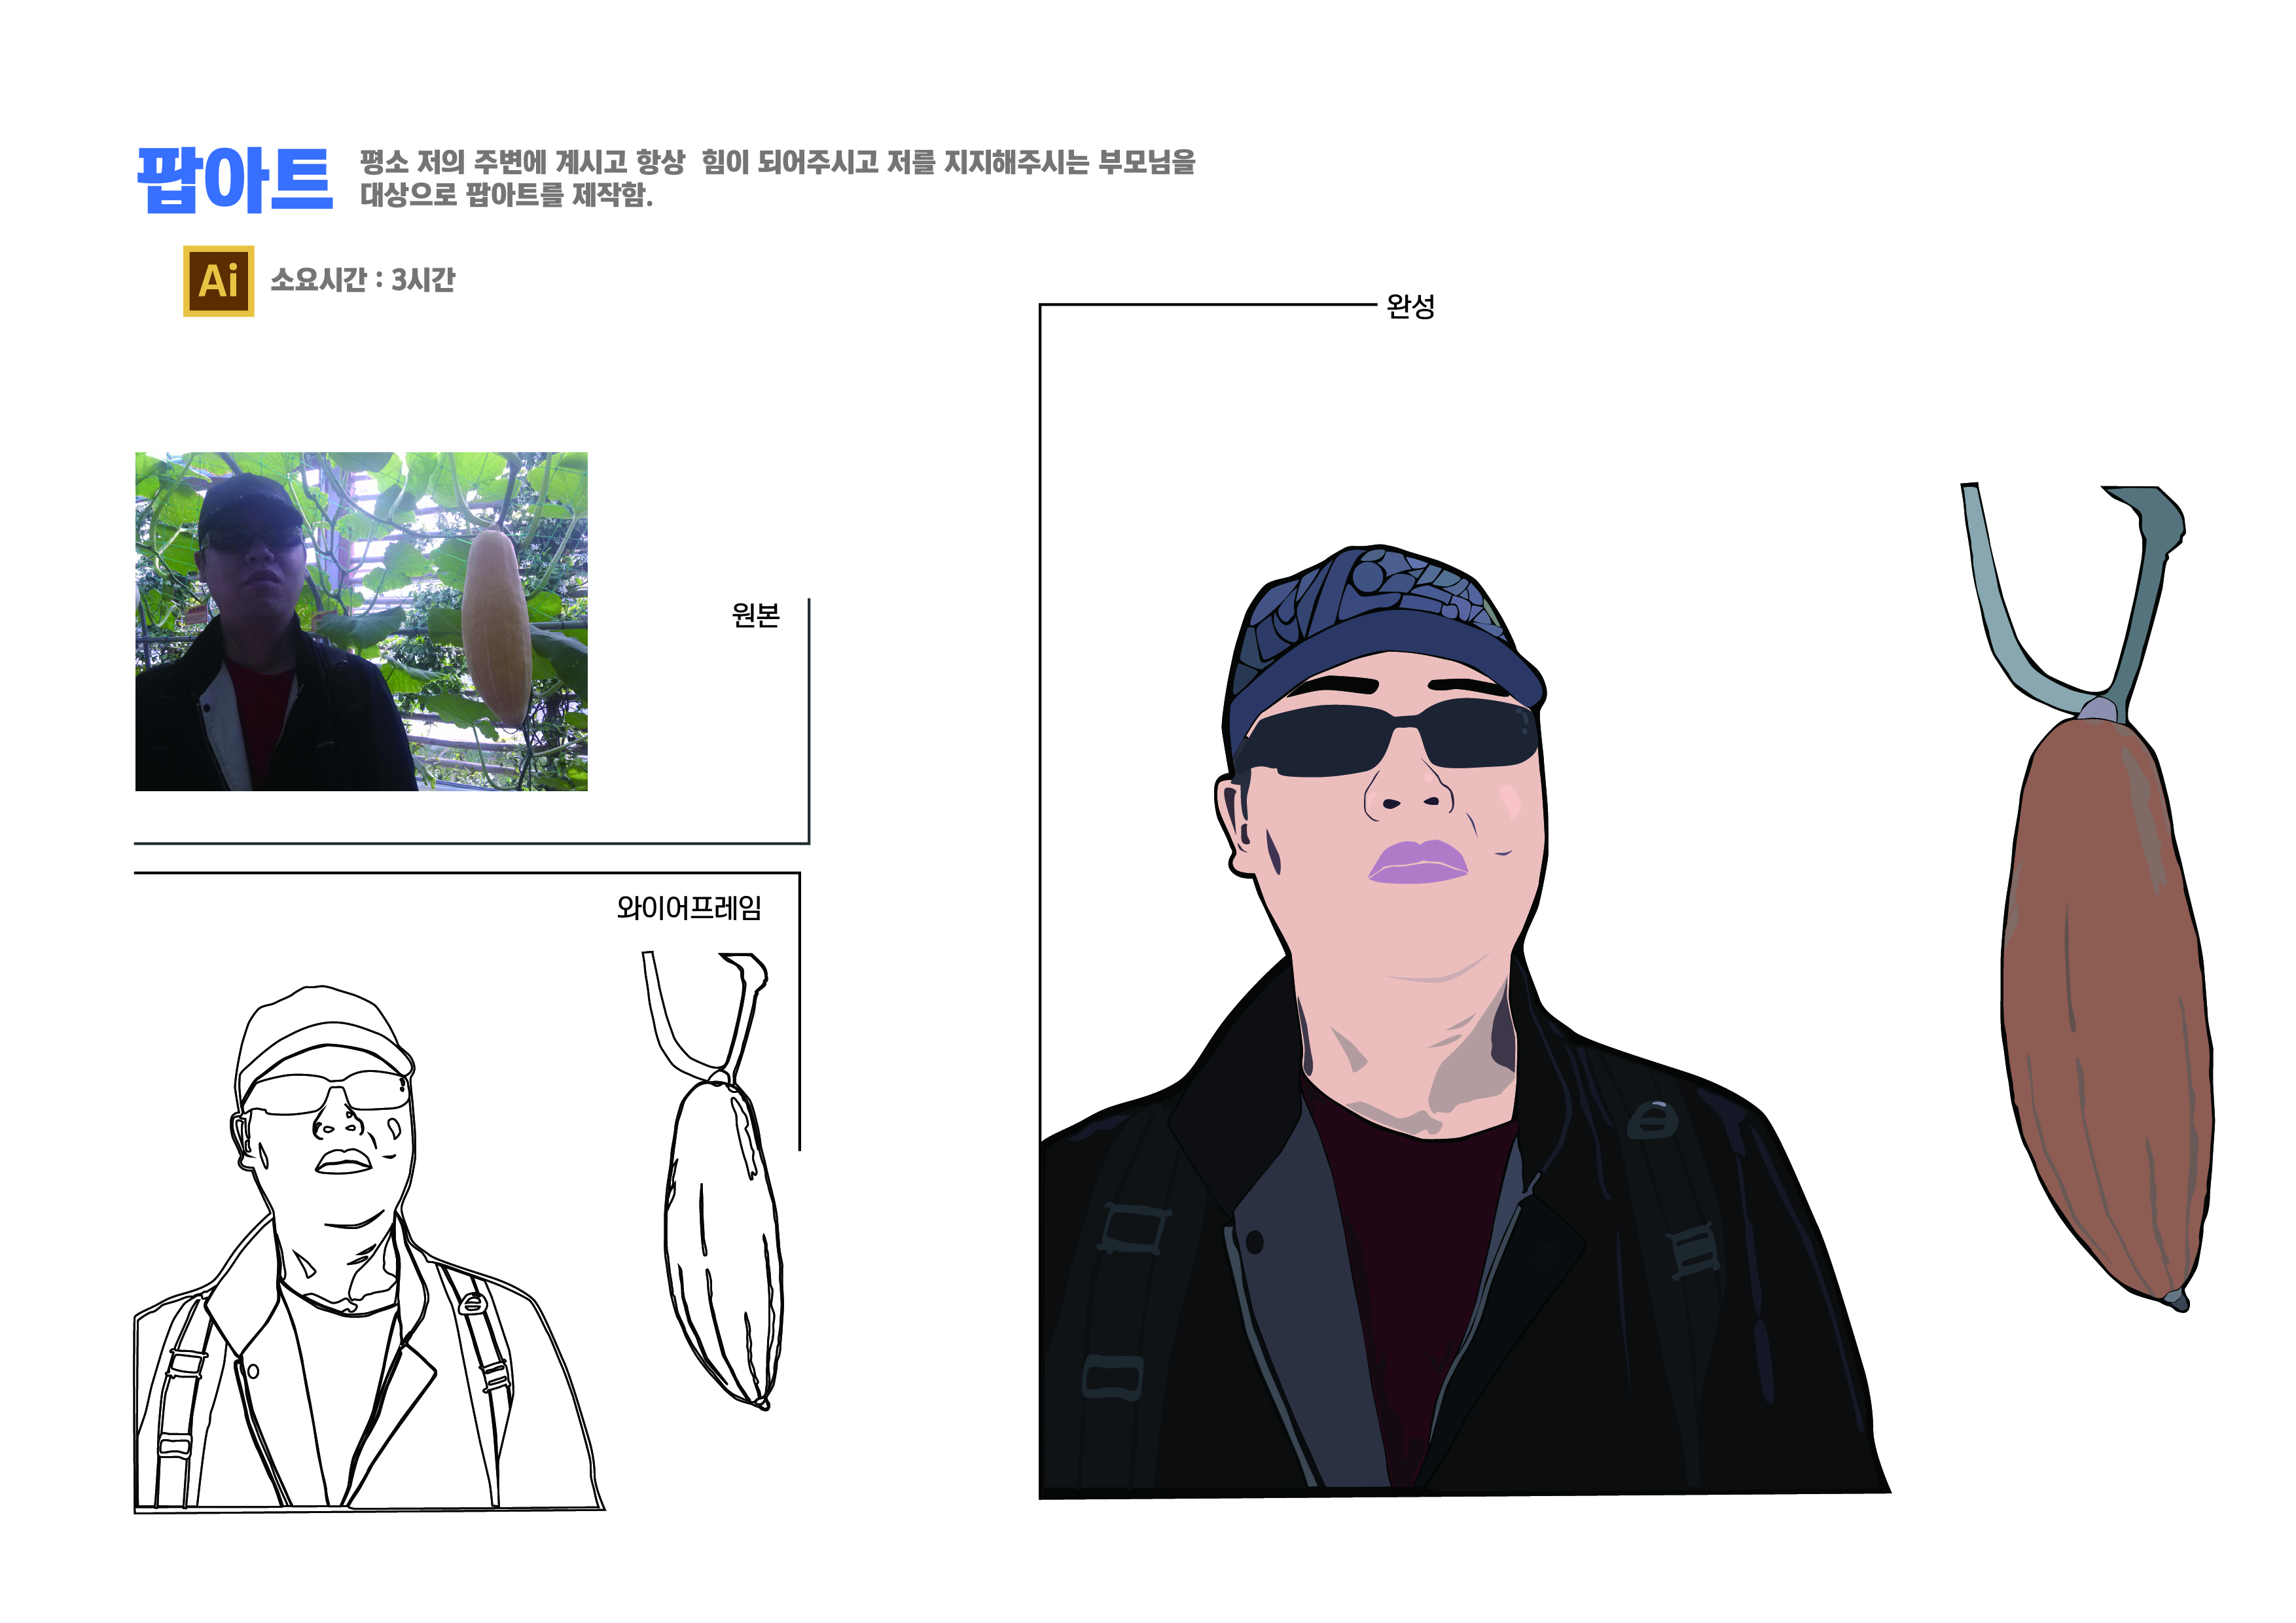 팝아트
평소 저의 주변에 계시고 항상  힘이 되어주시고 저를 지지해주시는 부모님을
대상으로 팝아트를 제작함.
Ai
소요시간 : 3시간
완성
원본
와이어프레임